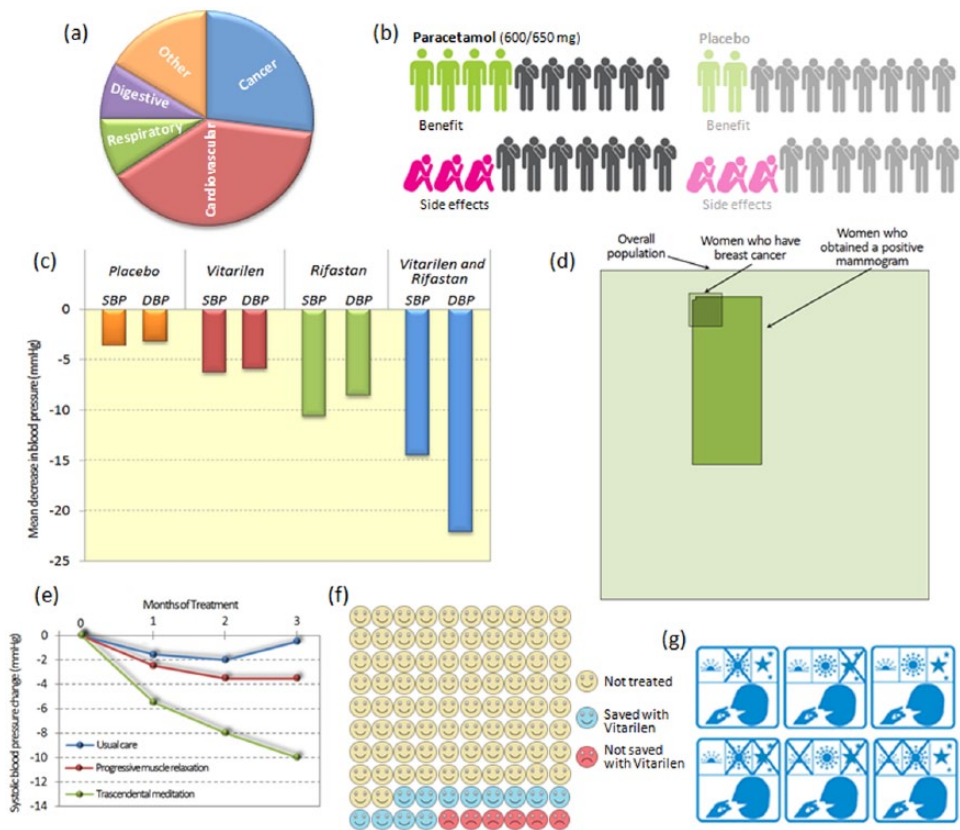 (a)
Other
Cancer
Digestive
Respiratory
Cardiovascular
(b)
Paracetamol (600/650 mg)
Placebo
Benefit
Benefit
Side effects
Side effects
(c)
Placebo
Vitarilen
Rifastan
Vitarilen and
Rifastan
SBP DBP SBP DBP SBP DBP SBP DBP
Mean decrease in blood pressure (mmHg)
0
-5
-10
-15
-20
-25
(d)
Overall
population
Women who have
breast cancer
Women who
obtained a positive
mammogram
(e)
Months of Treatment
0 1 2 3
Systolic blood pressure change (mmHg)
0
-2
-4
-6
-8
-10
-12
-14
Usual care
Progressive muscle relaxation
Trascendental meditation
(f)
Not treated
Saved with
Vitarilen
Not saved
with Vitarilen
(g)